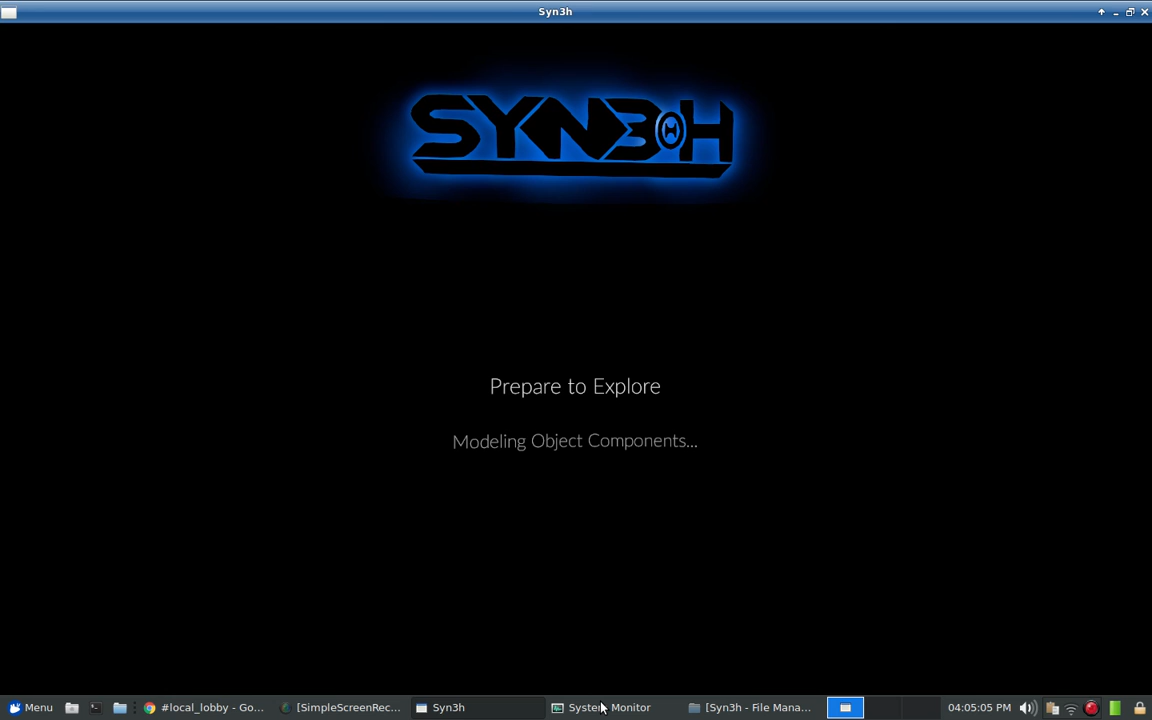 Syn3h
SYN3H
Prepare to Explore
Modeling Object Components...
Menu
#local_lobby - Go...
[SimpleScreenRec...
Syn3h
System Monitor
[Syn3h - File Mana...
04:05:05 PM